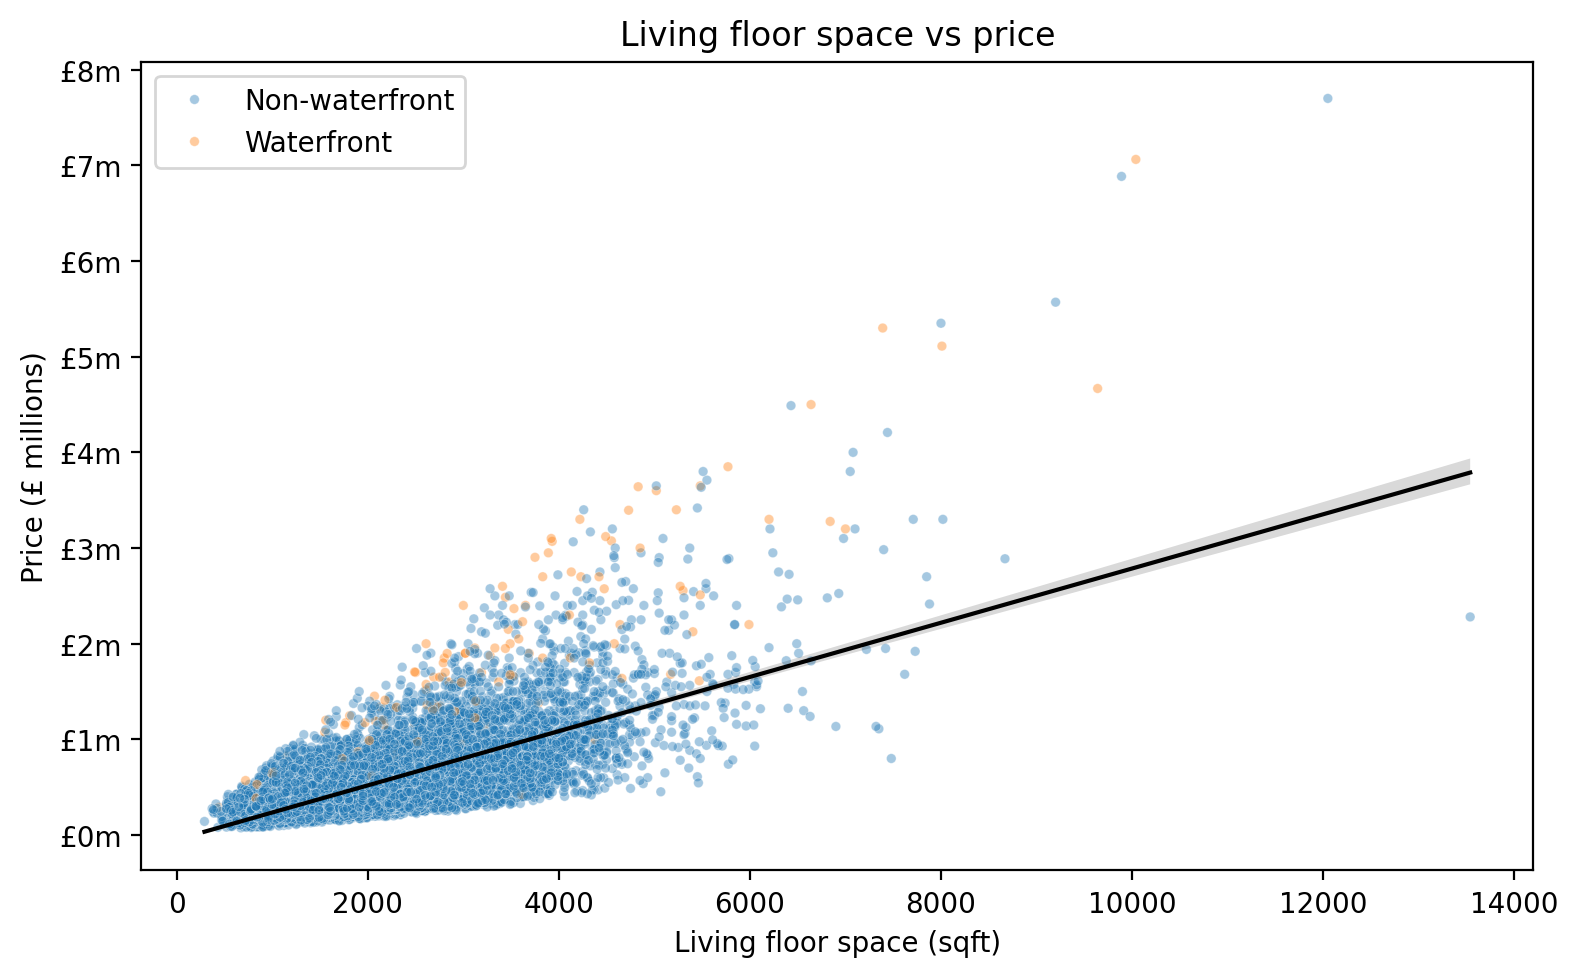 Living floor space vs price
Non-waterfront
Waterfront
£8m
£7m
£6m
£5m
£4m
£3m
£2m
£1m
£0m
Price (£ millions)
0 2000 4000 6000 8000 10000 12000 14000
Living floor space (sqft)